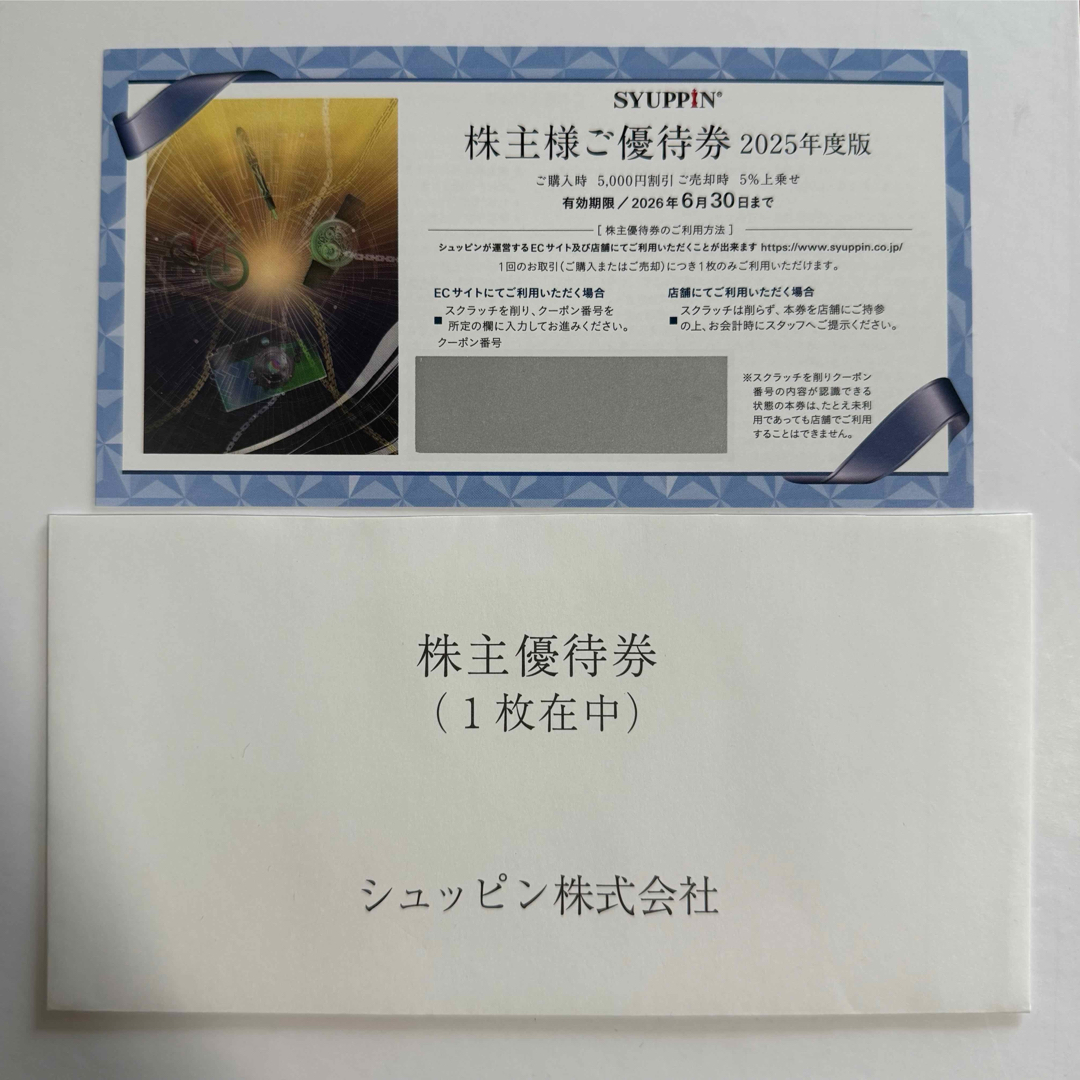 SYUPPIN®
株主様ご優待券 2025年度版
ご購入時 5,000円割引 ご売却時 5%上乗せ
有効期限／2026年6月30日まで
[ 株主優待券のご利用方法 ]
シュッピンが運営するECサイト及び店舗にてご利用いただくことが出来ます https://www.syuppin.co.jp/
1回のお取引(ご購入またはご売却)につき1枚のみご利用いただけます。
ECサイトにてご利用いただく場合
■ スクラッチを削り、クーポン番号を
所定の欄に入力してお進みください。
クーポン番号
店舗にてご利用いただく場合
■ スクラッチは削らず、本券を店舗にご持参
の上、お会計時にスタッフへご提示ください。
※スクラッチを削りクーポン
番号の内容が認識できる
状態の本券は、たとえ未利
用であっても店舗でご利用
することはできません。
株主優待券
（1枚在中）
シュッピン株式会社